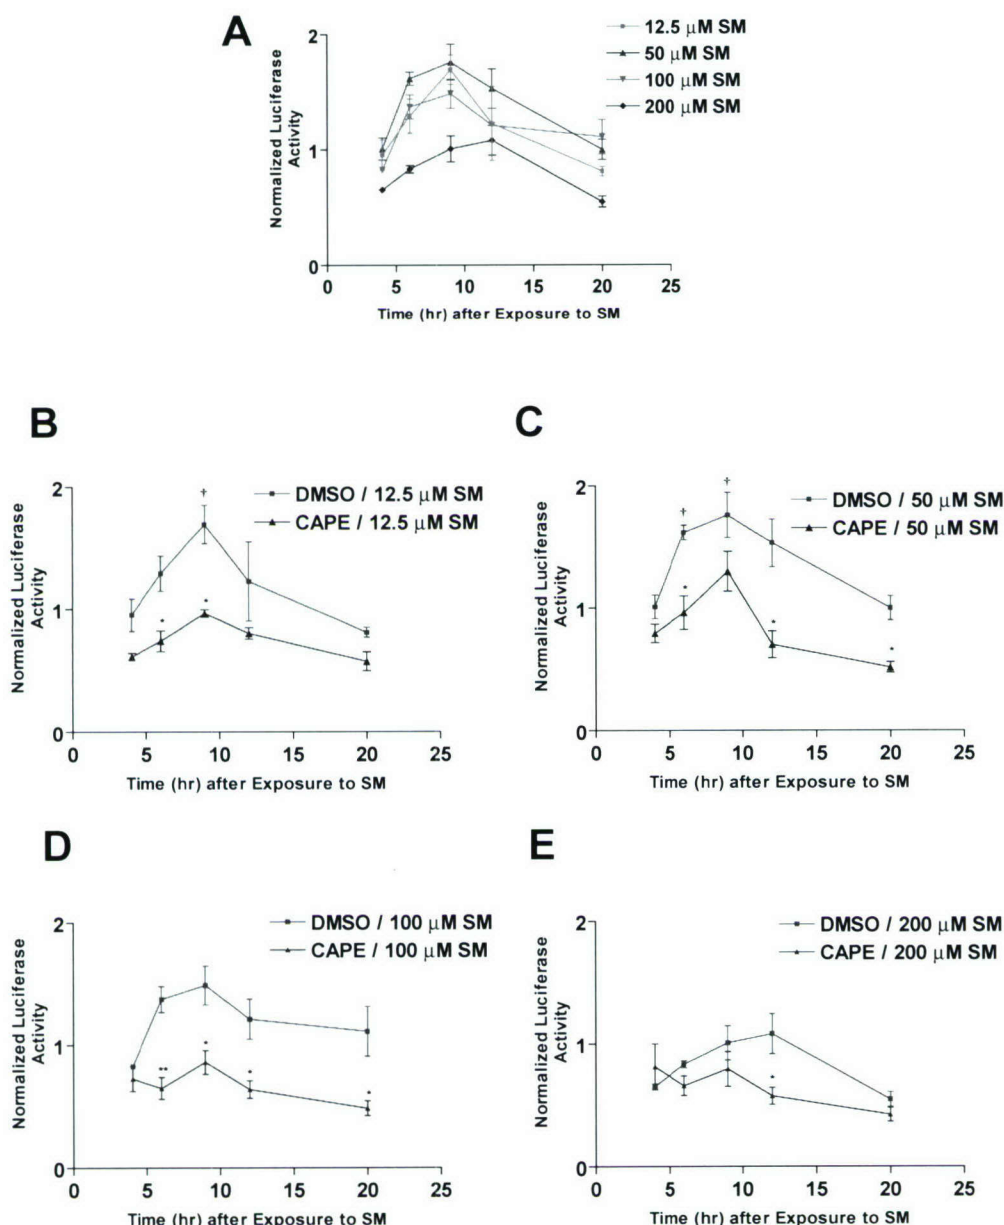 A
2
1
0
0 5 10 15 20 25
Normalized Luciferase
Activity
Time (hr) after Exposure to SM
12.5 μM SM
50 μM SM
100 μM SM
200 μM SM
B
2
1
0
0 5 10 15 20 25
Normalized Luciferase
Activity
Time (hr) after Exposure to SM
DMSO / 12.5 μM SM
CAPE / 12.5 μM SM
†
*
*
C
2
1
0
0 5 10 15 20 25
Normalized Luciferase
Activity
Time (hr) after Exposure to SM
DMSO / 50 μM SM
CAPE / 50 μM SM
†
†
*
*
*
D
2
1
0
0 5 10 15 20 25
Normalized Luciferase
Activity
Time (hr) after Exposure to SM
DMSO / 100 μM SM
CAPE / 100 μM SM
**
*
*
*
E
2
1
0
0 5 10 15 20 25
Normalized Luciferase
Activity
Time (hr) after Exposure to SM
DMSO / 200 μM SM
CAPE / 200 μM SM
*